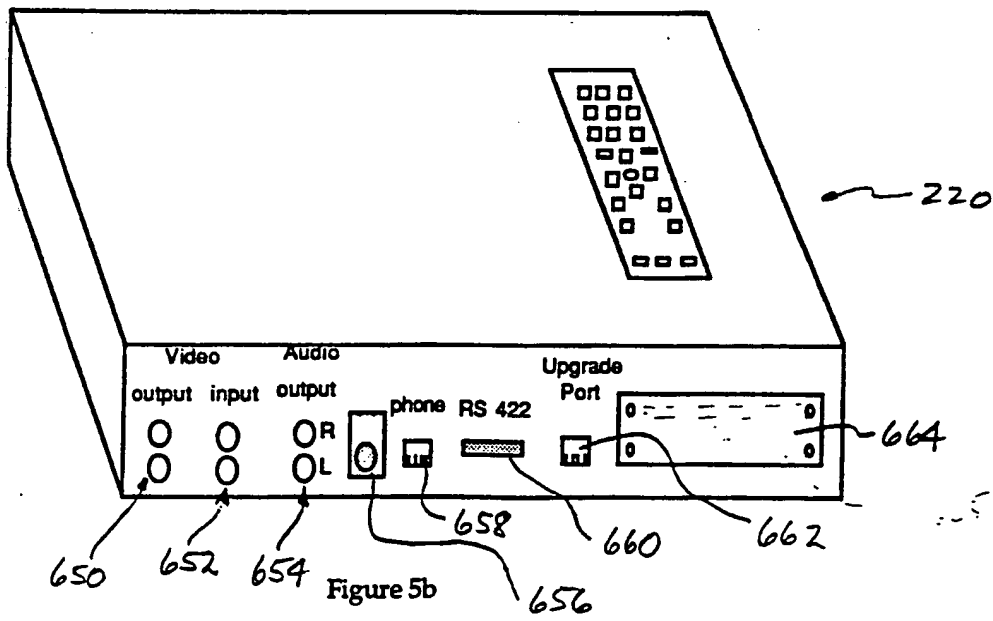 220
Video Audio
output input output
R
L
phone RS 422
Upgrade
Port
664
650
652
654
656
658
660
662
Figure 5b